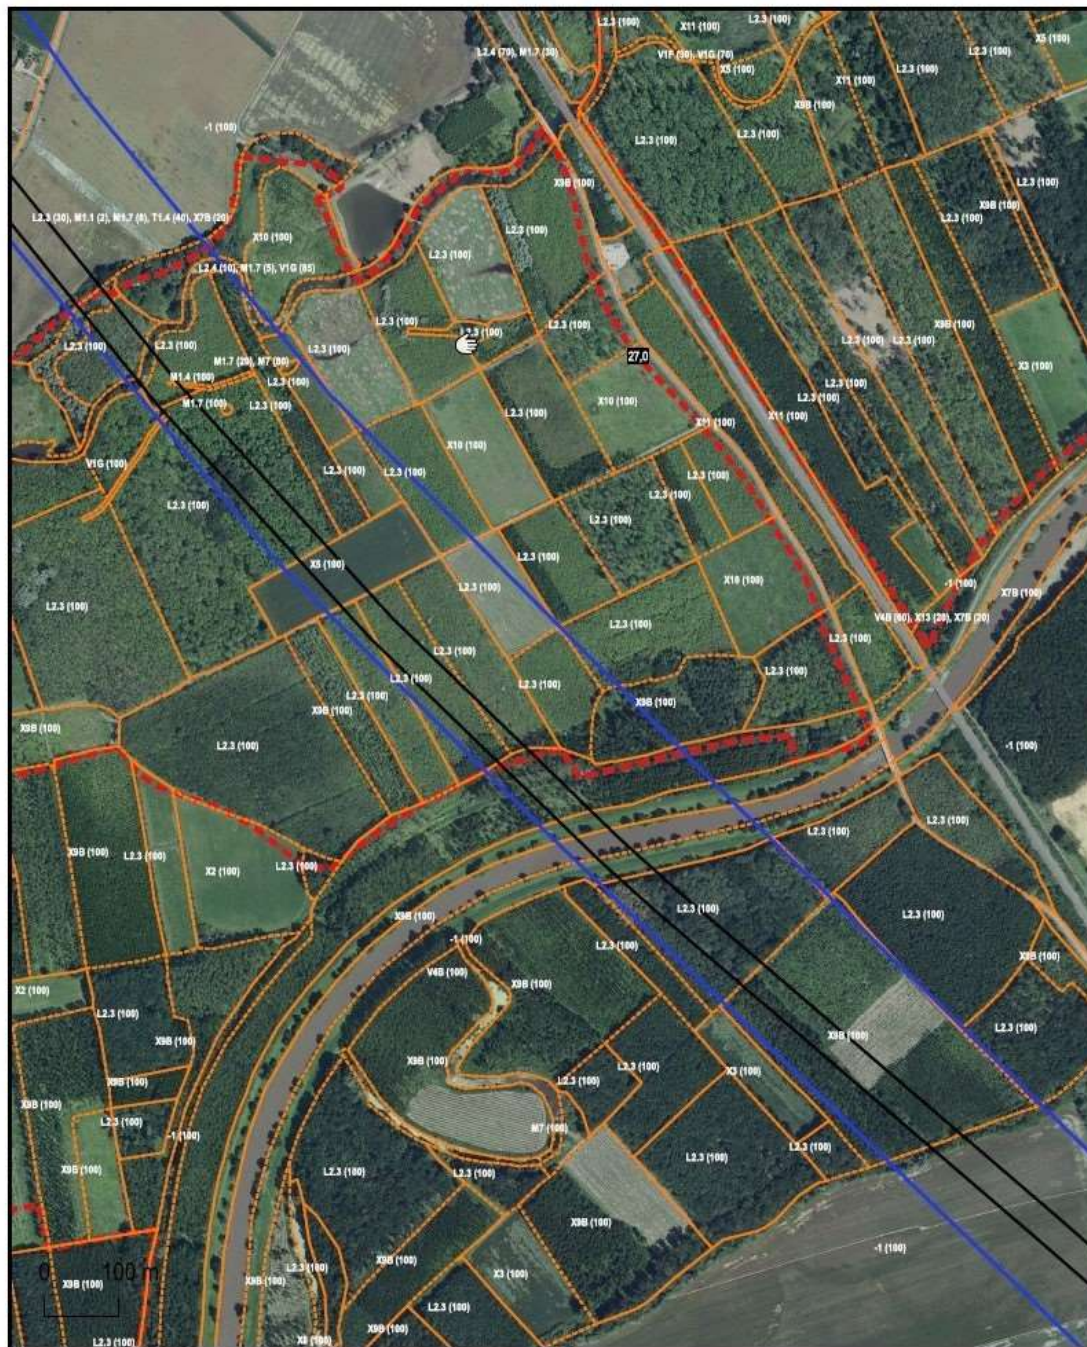 L2.3 (100)
X11 (100)
X5 (100)
L2.4 (70), M1.7 (30)
V1F (30), V1G (70)
X5 (100)
L2.3 (100)
L2.3 (100)
X11 (100)
X9B (100)
-1 (100)
L2.3 (100)
L2.3 (100)
X9B (100)
L2.3 (100)
X9B (100)
L2.3 (30), M1.1 (2), M1.7 (8), T1.4 (40), X7B (20)
X10 (100)
L2.3 (100)
L2.3 (100)
L2.3 (100)
L2.4 (10), M1.7 (5), V1G (85)
L2.3 (100)
L2.3 (100)
L2.3 (100)
X9B (100)
L2.3 (100)
L2.3 (100)
L2.3 (100)
L2.3 (100)
27,0
M1.7 (20), M7 (80)
X3 (100)
M1.4 (100)
L2.3 (100)
L2.3 (100)
L2.3 (100)
M1.7 (100)
L2.3 (100)
X10 (100)
L2.3 (100)
L2.3 (100)
X11 (100)
X11 (100)
X10 (100)
V1G (100)
L2.3 (100)
L2.3 (100)
L2.3 (100)
L2.3 (100)
L2.3 (100)
L2.3 (100)
X5 (100)
L2.3 (100)
L2.3 (100)
X10 (100)
-1 (100)
X7B (100)
L2.3 (100)
L2.3 (100)
V4B (60), X13 (20), X7B (20)
L2.3 (100)
L2.3 (100)
L2.3 (100)
L2.3 (100)
X9B (100)
L2.3 (100)
X9B (100)
X9B (100)
L2.3 (100)
-1 (100)
L2.3 (100)
L2.3 (100)
X9B (100)
L2.3 (100)
X2 (100)
L2.3 (100)
L2.3 (100)
X9B (100)
L2.3 (100)
L2.3 (100)
-1 (100)
X9B (100)
V4B (100)
X9B (100)
X2 (100)
L2.3 (100)
L2.3 (100)
X9B (100)
X9B (100)
X9B (100)
X9B (100)
X3 (100)
L2.3 (100)
L2.3 (100)
X9B (100)
L2.3 (100)
-1 (100)
M7 (100)
L2.3 (100)
L2.3 (100)
X9B (100)
L2.3 (100)
L2.3 (100)
X9B (100)
-1 (100)
X9B (100)
X3 (100)
0 100 m
X9B (100)
X9B (100)
L2.3 (100)
L2.3 (100)
X9B (100)
L2.3 (100)